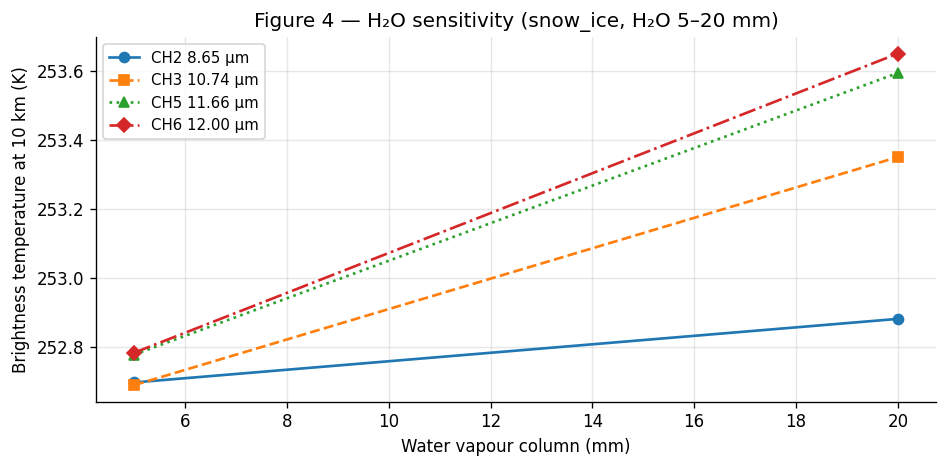 Figure 4 — H₂O sensitivity (snow_ice, H₂O 5–20 mm)
CH2 8.65 μm
CH3 10.74 μm
CH5 11.66 μm
CH6 12.00 μm
Brightness temperature at 10 km (K)
253.6
253.4
253.2
253.0
252.8
6 8 10 12 14 16 18 20
Water vapour column (mm)